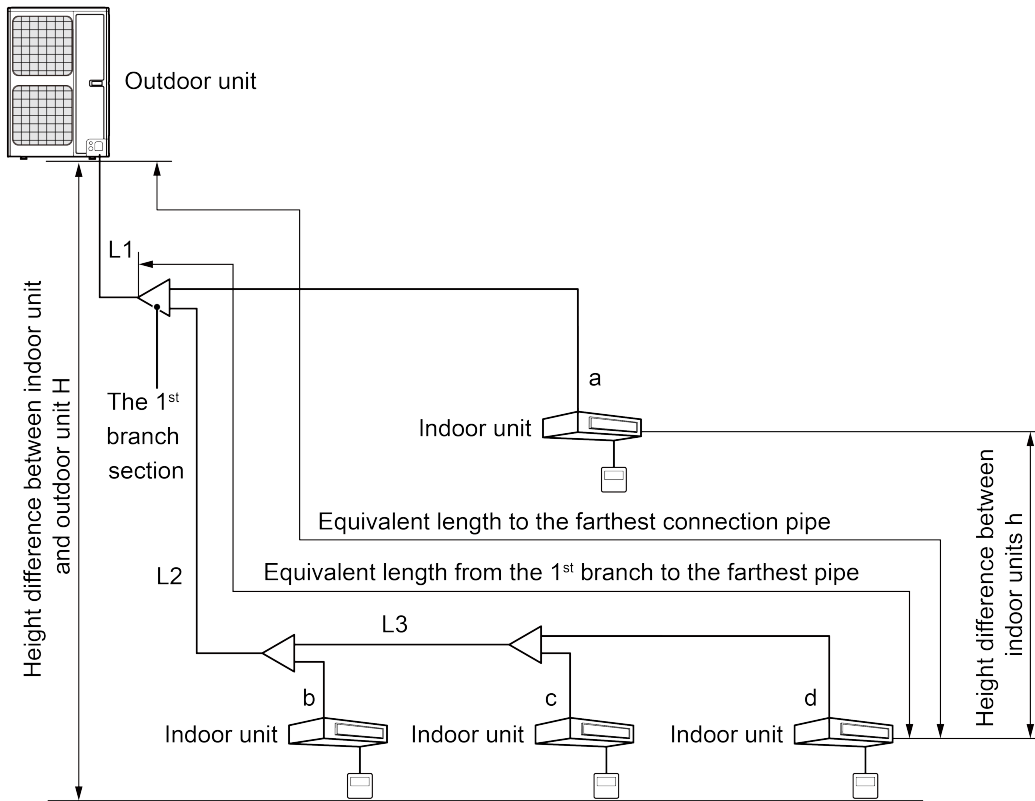 Outdoor unit
L1
The 1st
branch
section
a
Indoor unit
Height difference between indoor unit
and outdoor unit H
Equivalent length to the farthest connection pipe
Height difference between
indoor units h
L2
Equivalent length from the 1st branch to the farthest pipe
L3
b
c
d
Indoor unit
Indoor unit
Indoor unit